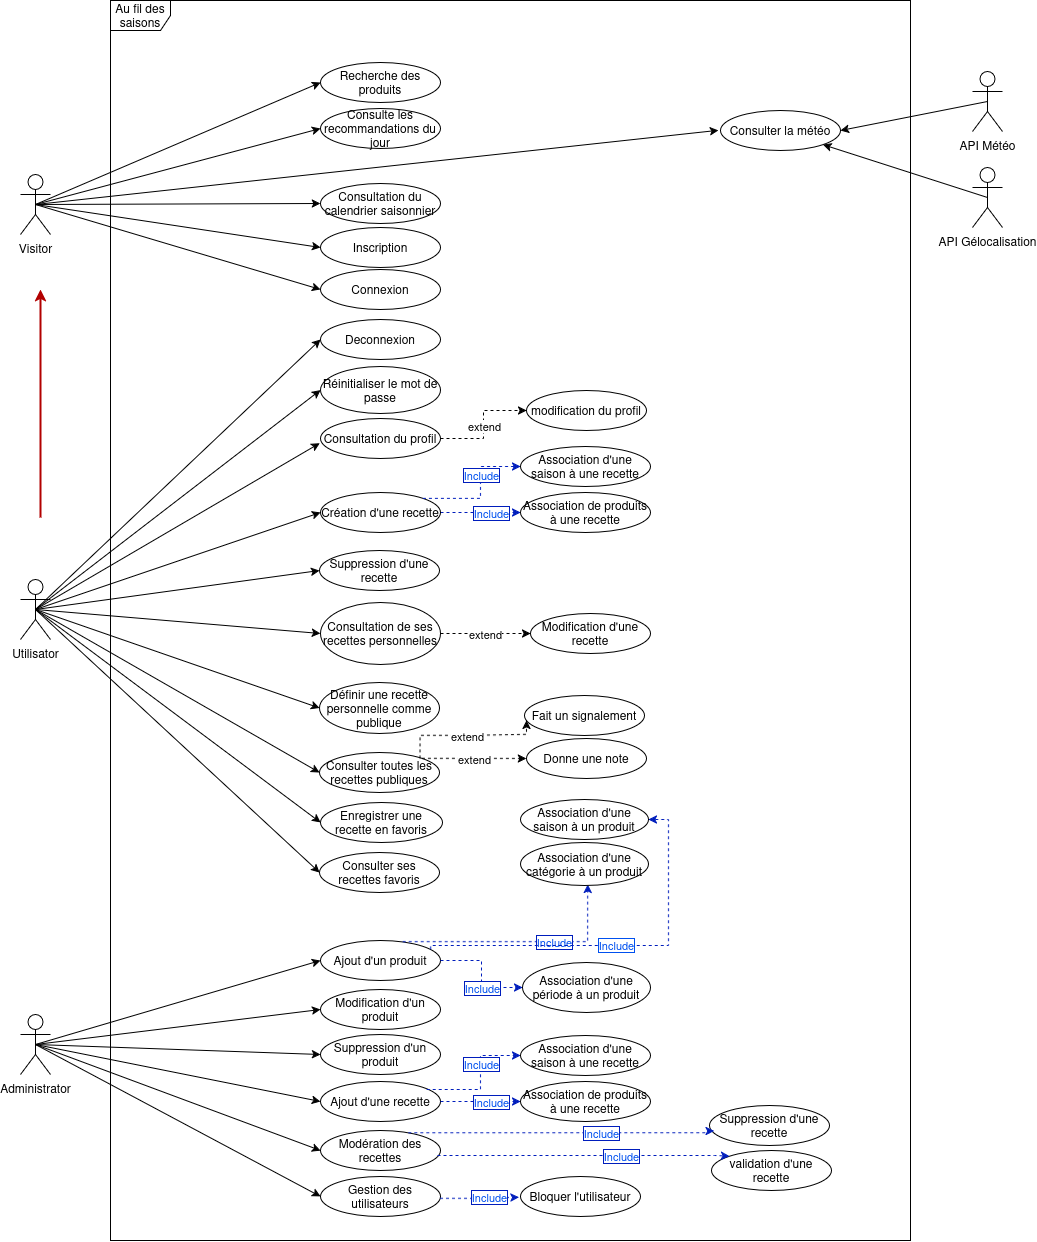 Au fil des
saisons
Recherche des
produits
Consulte les
recommandations du
jour
Consulter la météo
API Météo
API Gélocalisation
Visitor
Consultation du
calendrier saisonnier
Inscription
Connexion
Deconnexion
Réinitialiser le mot de
passe
Consultation du profil
extend
modification du profil
Création d'une recette
Include
Association d'une
saison à une recette
Include
Association de produits
à une recette
Suppression d'une
recette
Utilisator
Consultation de ses
recettes personnelles
extend
Modification d'une
recette
Définir une recette
personnelle comme
publique
Fait un signalement
extend
Consulter toutes les
recettes publiques
extend
Donne une note
Enregistrer une
recette en favoris
Association d'une
saison à un produit
Consulter ses
recettes favoris
Association d'une
catégorie à un produit
Include
Include
Ajout d'un produit
Include
Association d'une
période à un produit
Modification d'un
produit
Administrator
Suppression d'un
produit
Include
Association d'une
saison à une recette
Ajout d'une recette
Include
Association de produits
à une recette
Modération des
recettes
Include
Suppression d'une
recette
Include
validation d'une
recette
Gestion des
utilisateurs
Include
Bloquer l'utilisateur